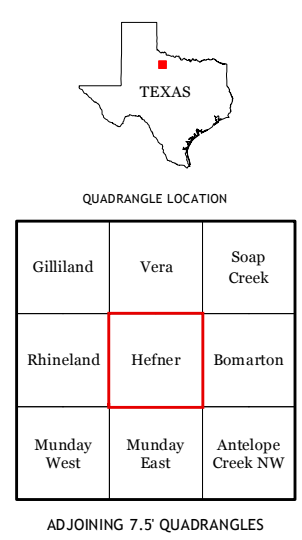 TEXAS
QUADRANGLE LOCATION
Gilliland
Vera
Soap
Creek
Rhineland
Hefner
Bomarton
Munday
West
Munday
East
Antelope
Creek NW
ADJOINING 7.5' QUADRANGLES